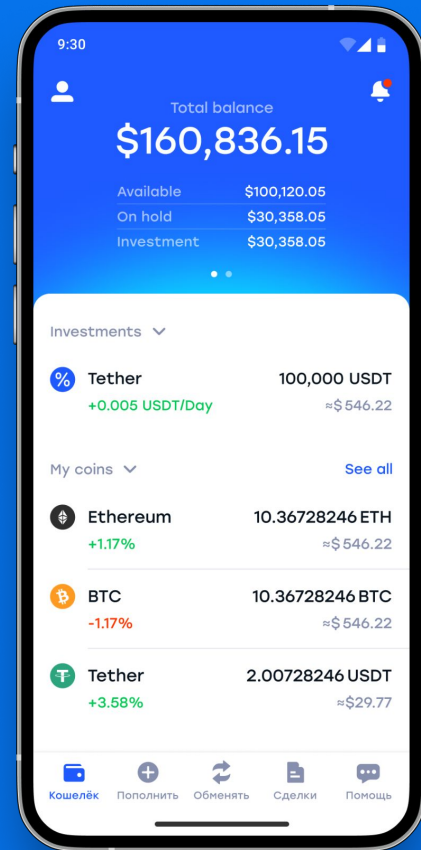 9:30
Total balance
$160,836.15
Available $100,120.05
On hold $30,358.05
Investment $30,358.05
Investments
% Tether 100,000 USDT
+0.005 USDT/Day ≈$546.22
My coins See all
Ethereum 10.36728246 ETH
+1.17% ≈$546.22
BTC 10.36728246 BTC
-1.17% ≈$546.22
Tether 2.00728246 USDT
+3.58% ≈$29.77
Кошелёк Пополнить Обменять Сделки Помощь